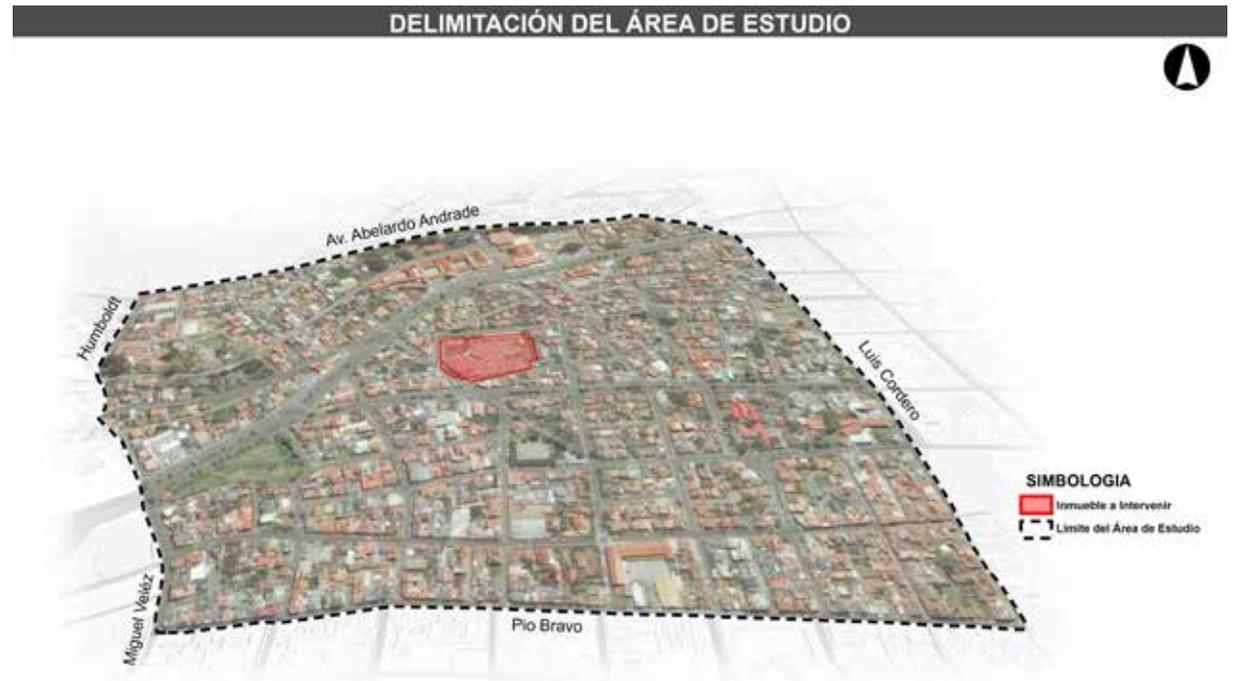 DELIMITACIÓN DEL ÁREA DE ESTUDIO
Av. Abelardo Andrade
Humboldt
Luis Cordero
SIMBOLOGIA
Inmueble a Intervenir
Limite del Área de Estudio
Miguel Veléz
Pio Bravo